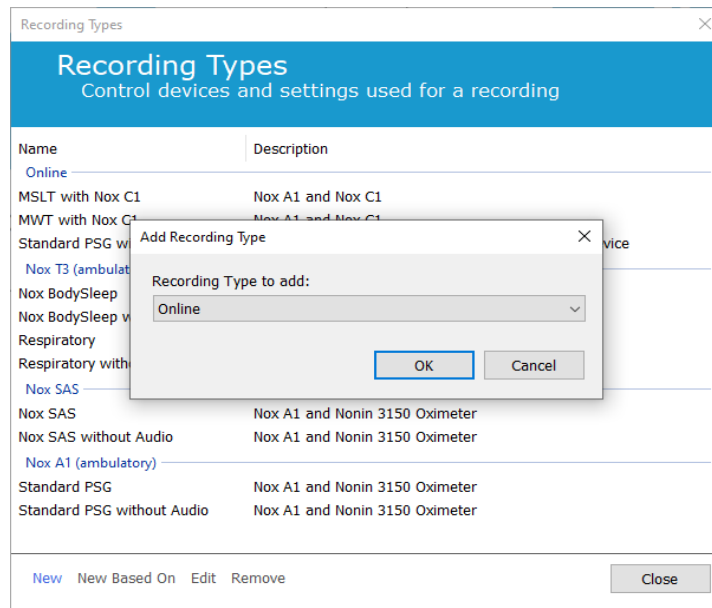 Recording Types
Recording Types
Control devices and settings used for a recording
Name Description
Online
MSLT with Nox C1 Nox A1 and Nox C1
MWT with Nox C1 Nox A1 and Nox C1
Standard PSG
Add Recording Type
Recording Type to add:
Online
OK Cancel
Nox T3
Nox BodySleep
Nox BodySleep
Respiratory
Respiratory
Nox SAS
Nox SAS Nox A1 and Nonin 3150 Oximeter
Nox SAS without Audio Nox A1 and Nonin 3150 Oximeter
Nox A1 (ambulatory)
Standard PSG Nox A1 and Nonin 3150 Oximeter
Standard PSG without Audio Nox A1 and Nonin 3150 Oximeter
New New Based On Edit Remove Close